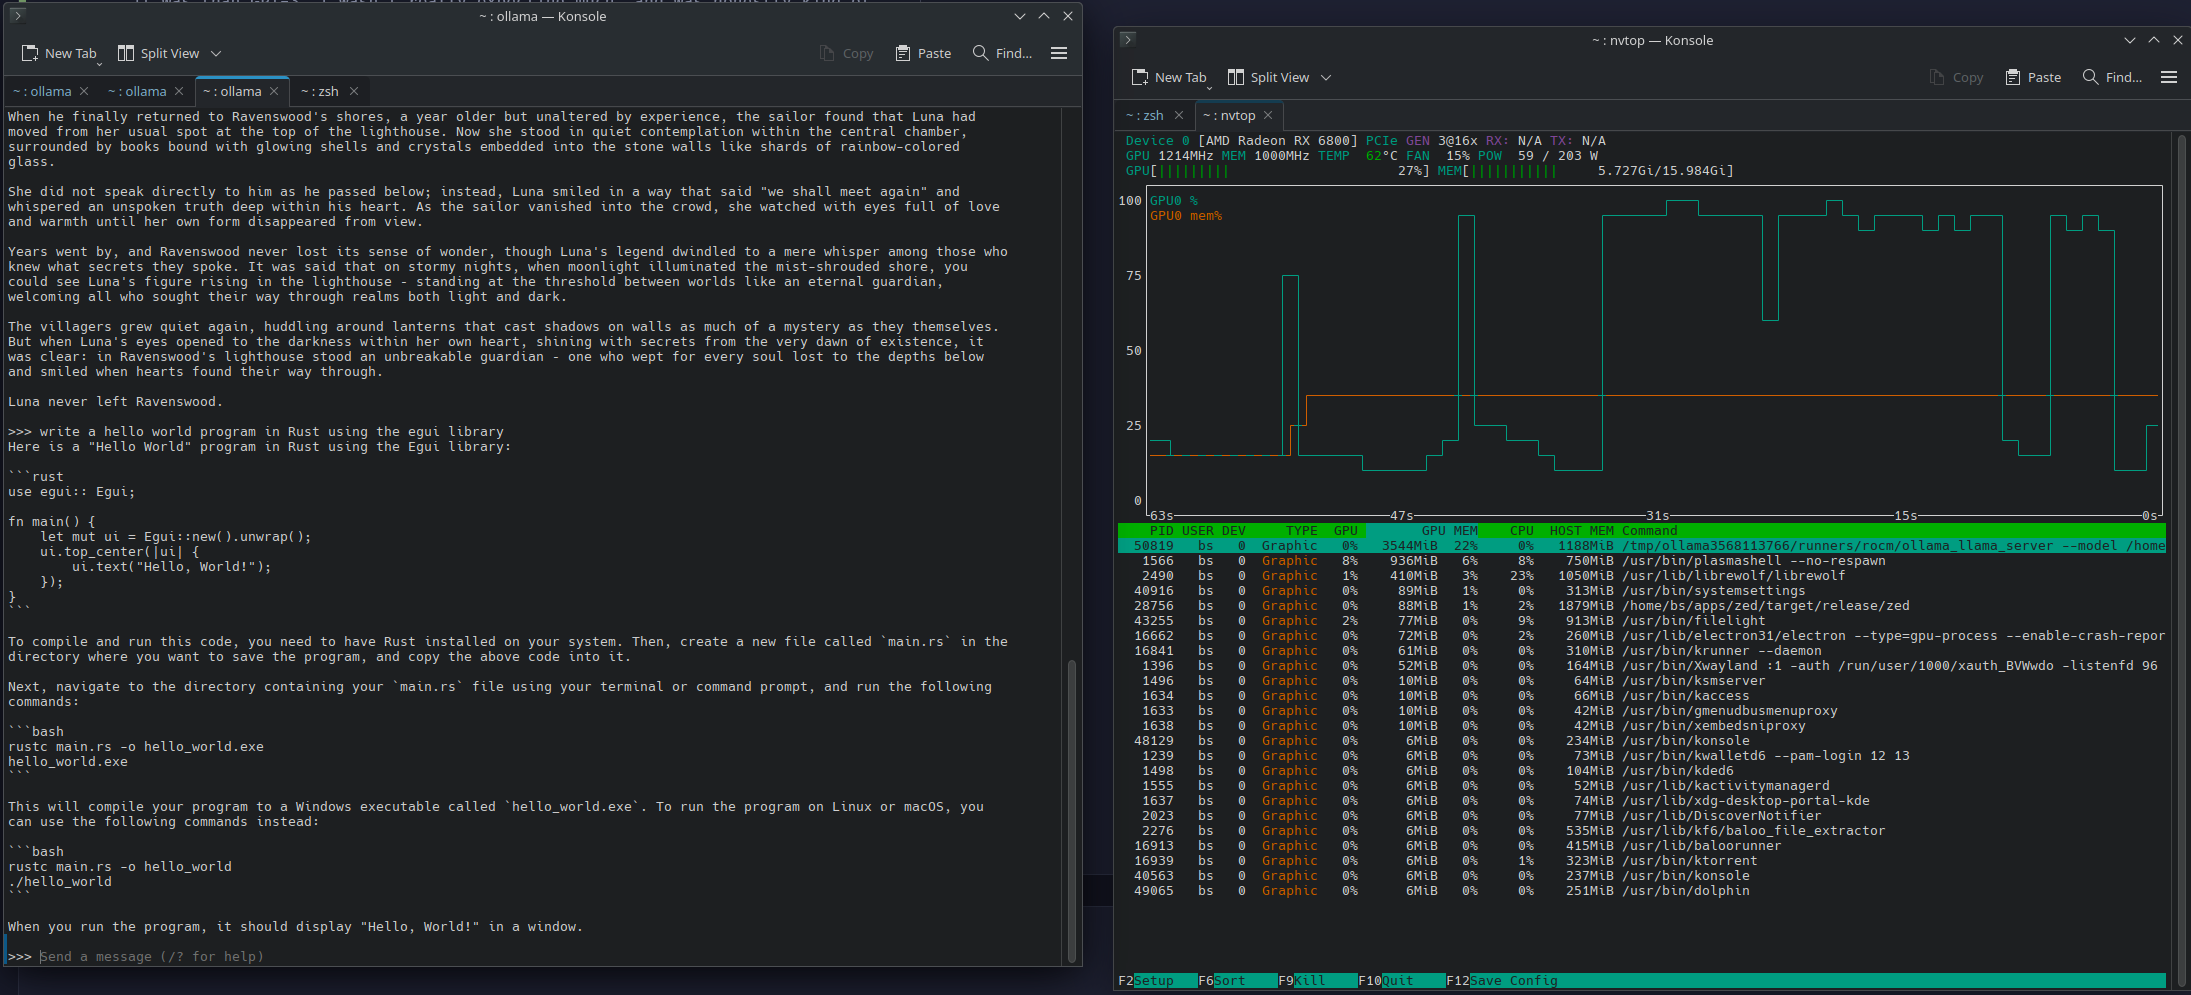 ~ : ollama — Konsole
New Tab Split View Copy Paste Find...
~ : ollama ~ : ollama ~ : ollama ~ : zsh
When he finally returned to Ravenswood's shores, a year older but unaltered by experience, the sailor found that Luna had
moved from her usual spot at the top of the lighthouse. Now she stood in quiet contemplation within the central chamber,
surrounded by books bound with glowing shells and crystals embedded into the stone walls like shards of rainbow-colored
glass.
She did not speak directly to him as he passed below; instead, Luna smiled in a way that said "we shall meet again" and
whispered an unspoken truth deep within his heart. As the sailor vanished into the crowd, she watched with eyes full of love
and warmth until her own form disappeared from view.
Years went by, and Ravenswood never lost its sense of wonder, though Luna's legend dwindled to a mere whisper among those who
knew what secrets they spoke. It was said that on stormy nights, when moonlight illuminated the mist-shrouded shore, you
could see Luna's figure rising in the lighthouse - standing at the threshold between worlds like an eternal guardian,
welcoming all who sought their way through realms both light and dark.
The villagers grew quiet again, huddling around lanterns that cast shadows on walls as much of a mystery as they themselves.
But when Luna's eyes opened to the darkness within her own heart, shining with secrets from the very dawn of existence, it
was clear: in Ravenswood's lighthouse stood an unbreakable guardian - one who wept for every soul lost to the depths below
and smiled when hearts found their way through.
Luna never left Ravenswood.
>>> write a hello world program in Rust using the egui library
Here is a "Hello World" program in Rust using the Egui library:
```rust
use egui:: Egui;
fn main() {
    let mut ui = Egui::new().unwrap();
    ui.top_center(|ui| {
        ui.text("Hello, World!");
    });
}
```
To compile and run this code, you need to have Rust installed on your system. Then, create a new file called `main.rs` in the
directory where you want to save the program, and copy the above code into it.
Next, navigate to the directory containing your `main.rs` file using your terminal or command prompt, and run the following
commands:
```bash
rustc main.rs -o hello_world.exe
hello_world.exe
```
This will compile your program to a Windows executable called `hello_world.exe`. To run the program on Linux or macOS, you
can use the following commands instead:
```bash
rustc main.rs -o hello_world
./hello_world
```
When you run the program, it should display "Hello, World!" in a window.
>>> Send a message (/? for help)
~ : nvtop — Konsole
New Tab Split View Copy Paste Find...
~ : zsh ~ : nvtop
Device 0 [AMD Radeon RX 6800] PCIe GEN 3@16x RX: N/A TX: N/A
GPU 1214MHz MEM 1000MHz TEMP 62°C FAN 15% POW 59 / 203 W
GPU[||||||||| 27%] MEM[||||||||||| 5.727Gi/15.984Gi]
100 GPU0 %
GPU0 mem%
75
50
25
0
63s 47s 31s 15s 0s
PID USER DEV TYPE GPU GPU MEM CPU HOST MEM Command
50819 bs 0 Graphic 0% 3544MiB 22% 0% 1188MiB /tmp/ollama3568113766/runners/rocm/ollama_llama_server --model /home
1566 bs 0 Graphic 8% 936MiB 6% 8% 750MiB /usr/bin/plasmashell --no-respawn
2490 bs 0 Graphic 1% 410MiB 3% 23% 1050MiB /usr/lib/librewolf/librewolf
40916 bs 0 Graphic 0% 89MiB 1% 0% 313MiB /usr/bin/systemsettings
28756 bs 0 Graphic 0% 88MiB 1% 2% 1879MiB /home/bs/apps/zed/target/release/zed
43255 bs 0 Graphic 2% 77MiB 0% 9% 913MiB /usr/bin/filelight
16662 bs 0 Graphic 0% 72MiB 0% 2% 260MiB /usr/lib/electron31/electron --type=gpu-process --enable-crash-repor
16841 bs 0 Graphic 0% 61MiB 0% 0% 310MiB /usr/bin/krunner --daemon
1396 bs 0 Graphic 0% 52MiB 0% 0% 164MiB /usr/bin/Xwayland :1 -auth /run/user/1000/xauth_BVWwdo -listenfd 96
1496 bs 0 Graphic 0% 10MiB 0% 0% 64MiB /usr/bin/ksmserver
1634 bs 0 Graphic 0% 10MiB 0% 0% 66MiB /usr/bin/kaccess
1633 bs 0 Graphic 0% 10MiB 0% 0% 42MiB /usr/bin/gmenudbusmenuproxy
1638 bs 0 Graphic 0% 10MiB 0% 0% 42MiB /usr/bin/xembedsniproxy
48129 bs 0 Graphic 0% 6MiB 0% 0% 234MiB /usr/bin/konsole
1239 bs 0 Graphic 0% 6MiB 0% 0% 73MiB /usr/bin/kwalletd6 --pam-login 12 13
1498 bs 0 Graphic 0% 6MiB 0% 0% 104MiB /usr/bin/kded6
1555 bs 0 Graphic 0% 6MiB 0% 0% 52MiB /usr/lib/kactivitymanagerd
1637 bs 0 Graphic 0% 6MiB 0% 0% 74MiB /usr/lib/xdg-desktop-portal-kde
2023 bs 0 Graphic 0% 6MiB 0% 0% 77MiB /usr/lib/DiscoverNotifier
2276 bs 0 Graphic 0% 6MiB 0% 0% 535MiB /usr/lib/kf6/baloo_file_extractor
16913 bs 0 Graphic 0% 6MiB 0% 0% 415MiB /usr/lib/baloorunner
16939 bs 0 Graphic 0% 6MiB 0% 1% 323MiB /usr/bin/ktorrent
40563 bs 0 Graphic 0% 6MiB 0% 0% 237MiB /usr/bin/konsole
49065 bs 0 Graphic 0% 6MiB 0% 0% 251MiB /usr/bin/dolphin
F2Setup F6Sort F9Kill F10Quit F12Save Config